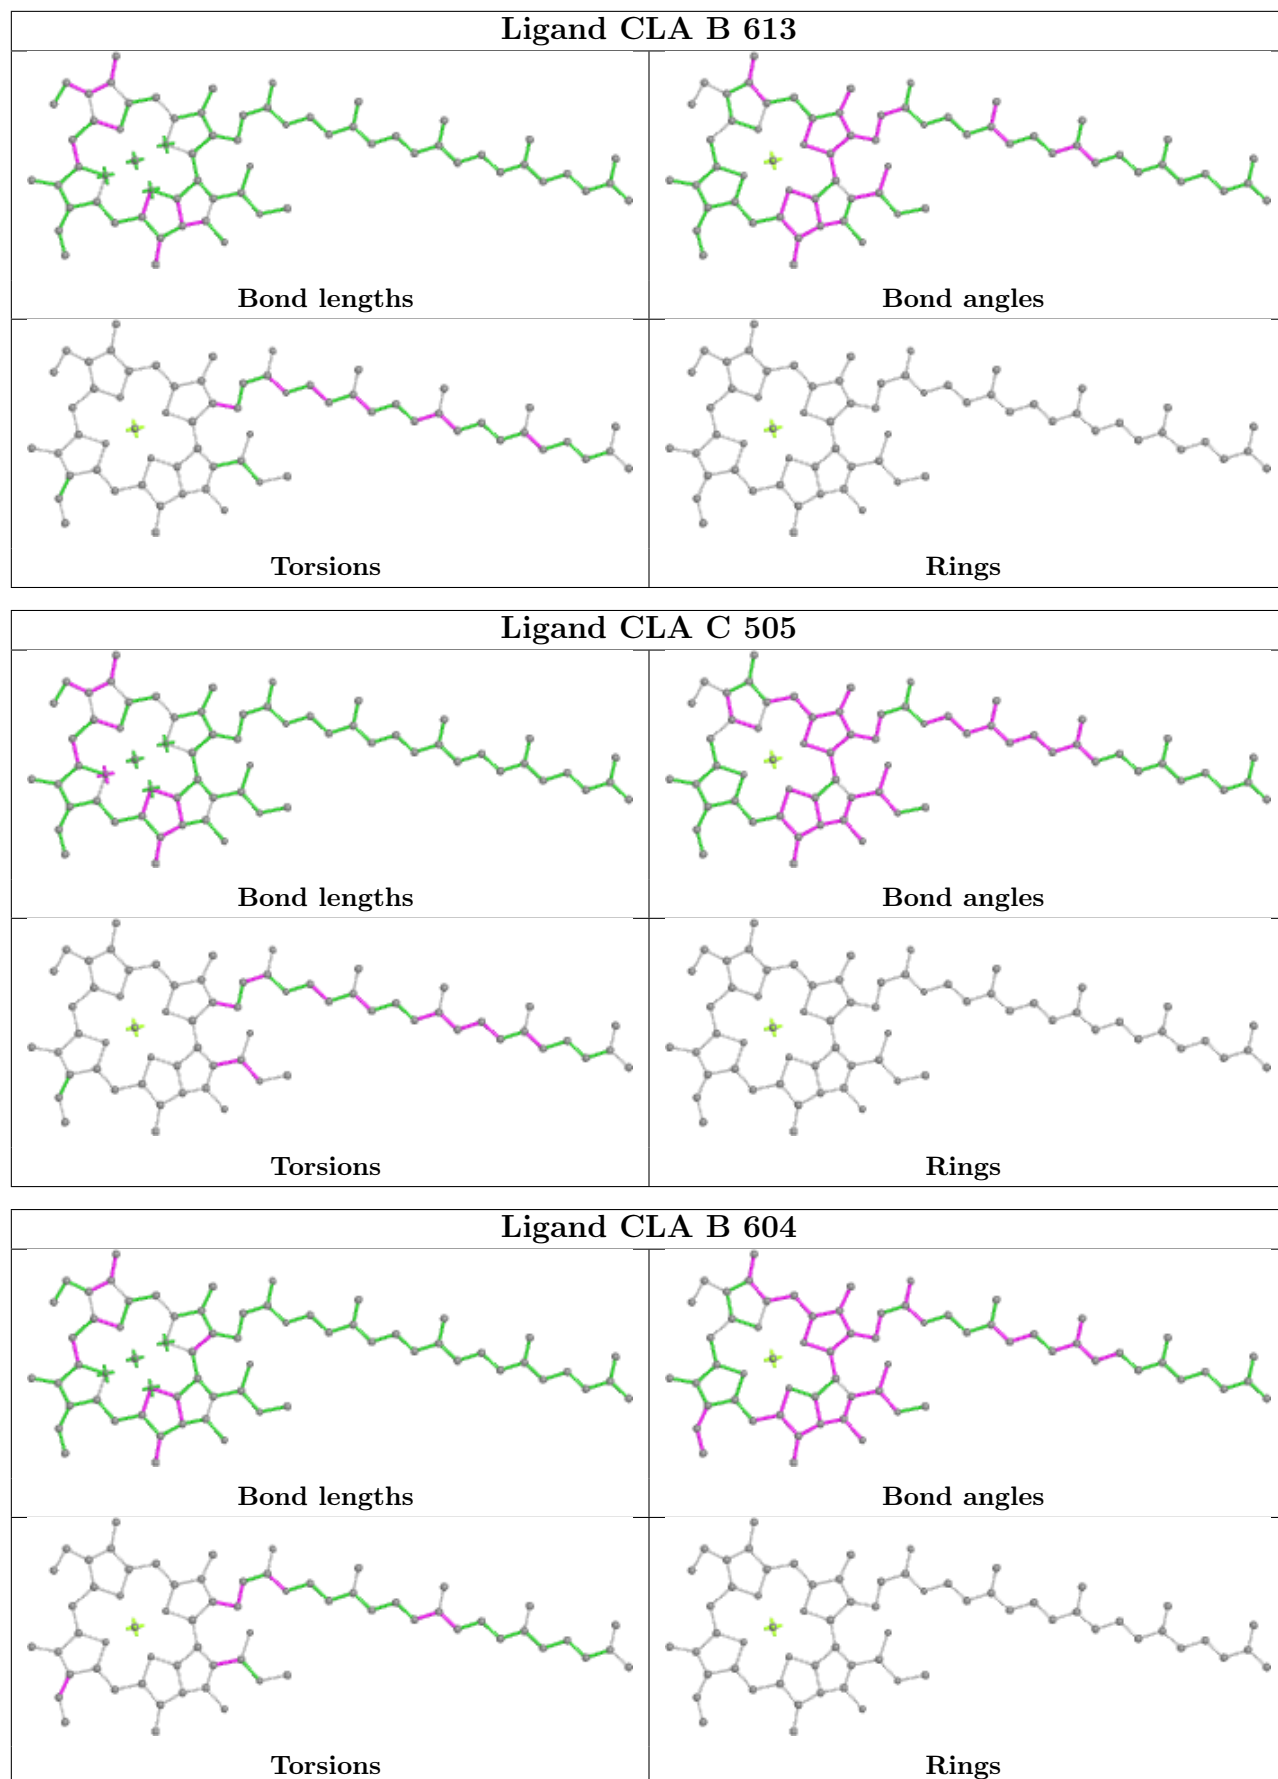 Ligand CLA B 613
Bond lengths
Bond angles
Torsions
Rings
Ligand CLA C 505
Bond lengths
Bond angles
Torsions
Rings
Ligand CLA B 604
Bond lengths
Bond angles
Torsions
Rings